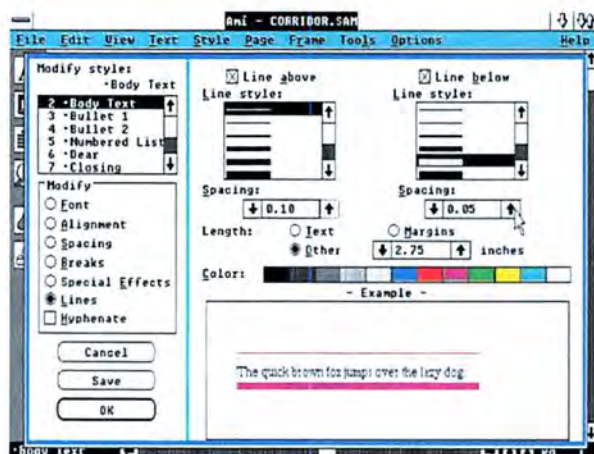 Ami - CORRIDOR.SAM
File Edit View Text Style Page Frame Tools Options Help
Modify style:
·Body Text
2 ·Body Text
3 ·Bullet 1
4 ·Bullet 2
5 ·Numbered List
6 ·Dear
7 ·Closing
Modify
Font
Alignment
Spacing
Breaks
Special Effects
Lines
Hyphenate
Cancel
Save
OK
Line above
Line style:
Spacing:
0.10
Line below
Line style:
Spacing:
0.05
Length:
Text
Margins
Other
2.75 inches
Color:
- Example -
The quick brown fox jumps over the lazy dog.
·Body Text